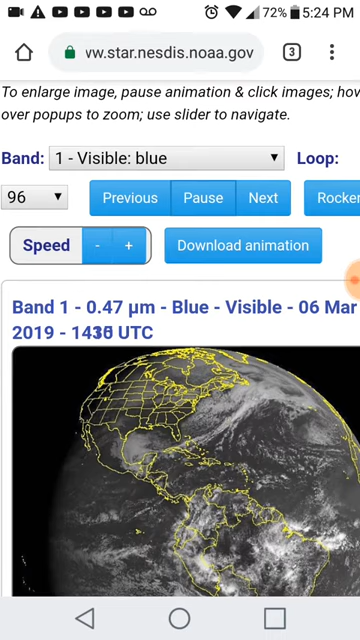 72% 5:24 PM
vw.star.nesdis.noaa.gov
3
To enlarge image, pause animation & click images; hov
over popups to zoom; use slider to navigate.
Band: 1 - Visible: blue Loop:
96 Previous Pause Next Rocker
Speed - + Download animation
Band 1 - 0.47 µm - Blue - Visible - 06 Mar
2019 - UTC